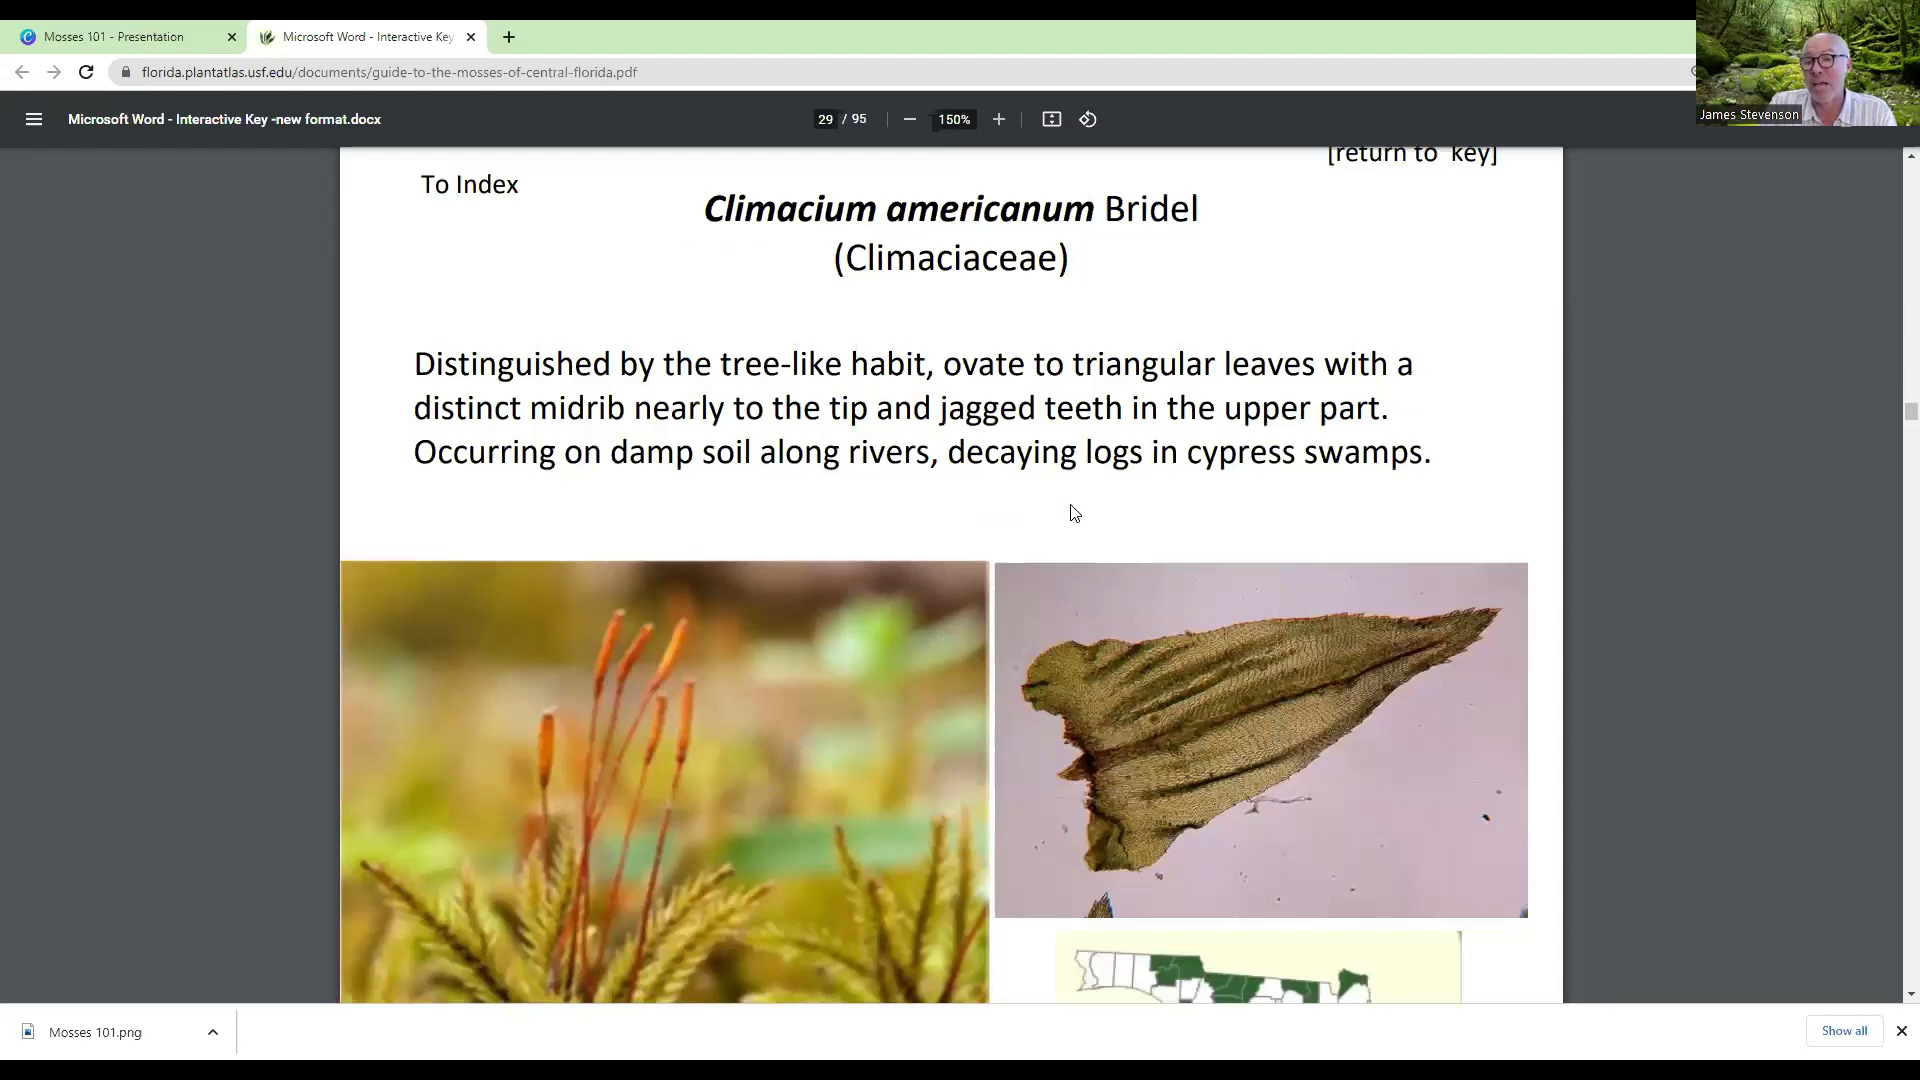 Mosses 101 - Presentation
Microsoft Word - Interactive Key
florida.plantatlas.usf.edu/documents/guide-to-the-mosses-of-central-florida.pdf
James Stevenson
Microsoft Word - Interactive Key -new format.docx
29 / 95
150%
[return to key]
To Index
Climacium americanum Bridel
(Climaciaceae)
Distinguished by the tree-like habit, ovate to triangular leaves with a
distinct midrib nearly to the tip and jagged teeth in the upper part.
Occurring on damp soil along rivers, decaying logs in cypress swamps.
Mosses 101.png
Show all